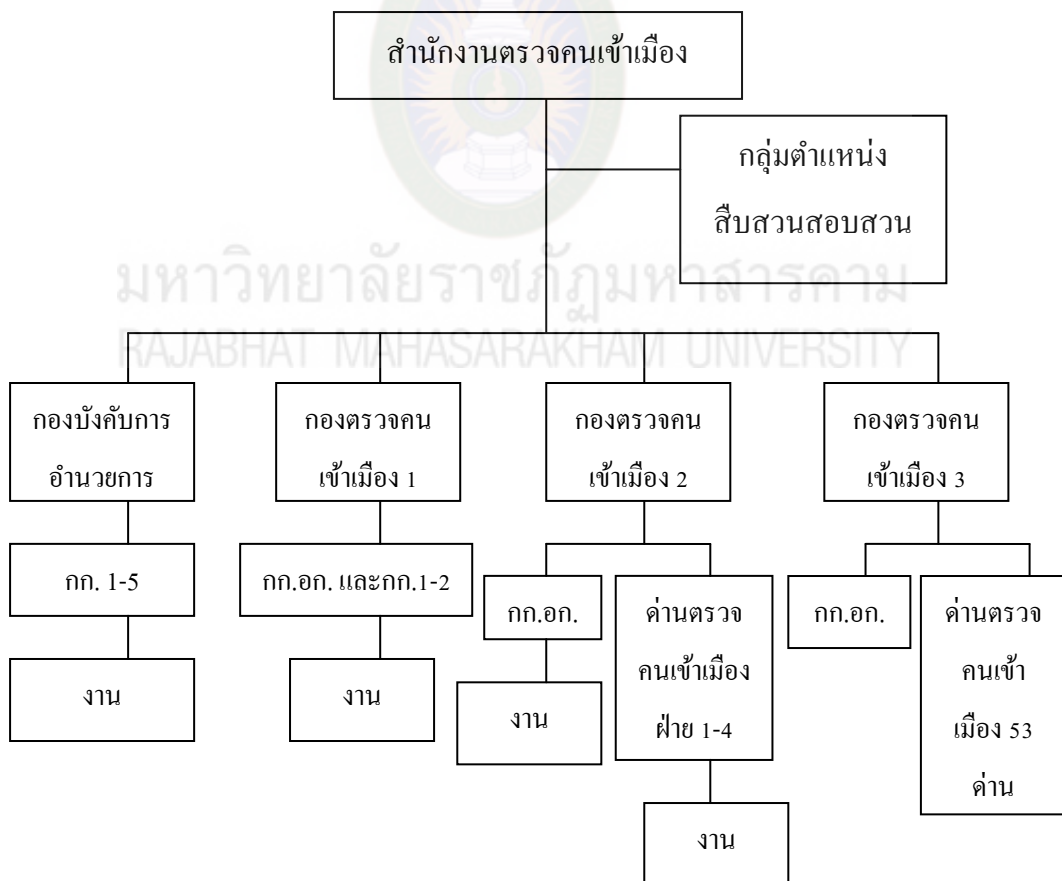 สำนักงานตรวจคนเข้าเมือง
กลุ่มตำแหน่ง
สืบสวนสอบสวน
มหาวิทยาลัยราชภัฏมหาสารคาม
RAJABHAT MAHASARAKHAM UNIVERSITY
กองบังคับการ
อำนวยการ
กองตรวจคน
เข้าเมือง 1
กองตรวจคน
เข้าเมือง 2
กองตรวจคน
เข้าเมือง 3
กก. 1-5
กก.อก. และกก.1-2
กก.อก.
ด่านตรวจ
คนเข้าเมือง
ฝ่าย 1-4
กก.อก.
ด่านตรวจ
คนเข้า
เมือง 53
ด่าน
งาน
งาน
งาน
งาน